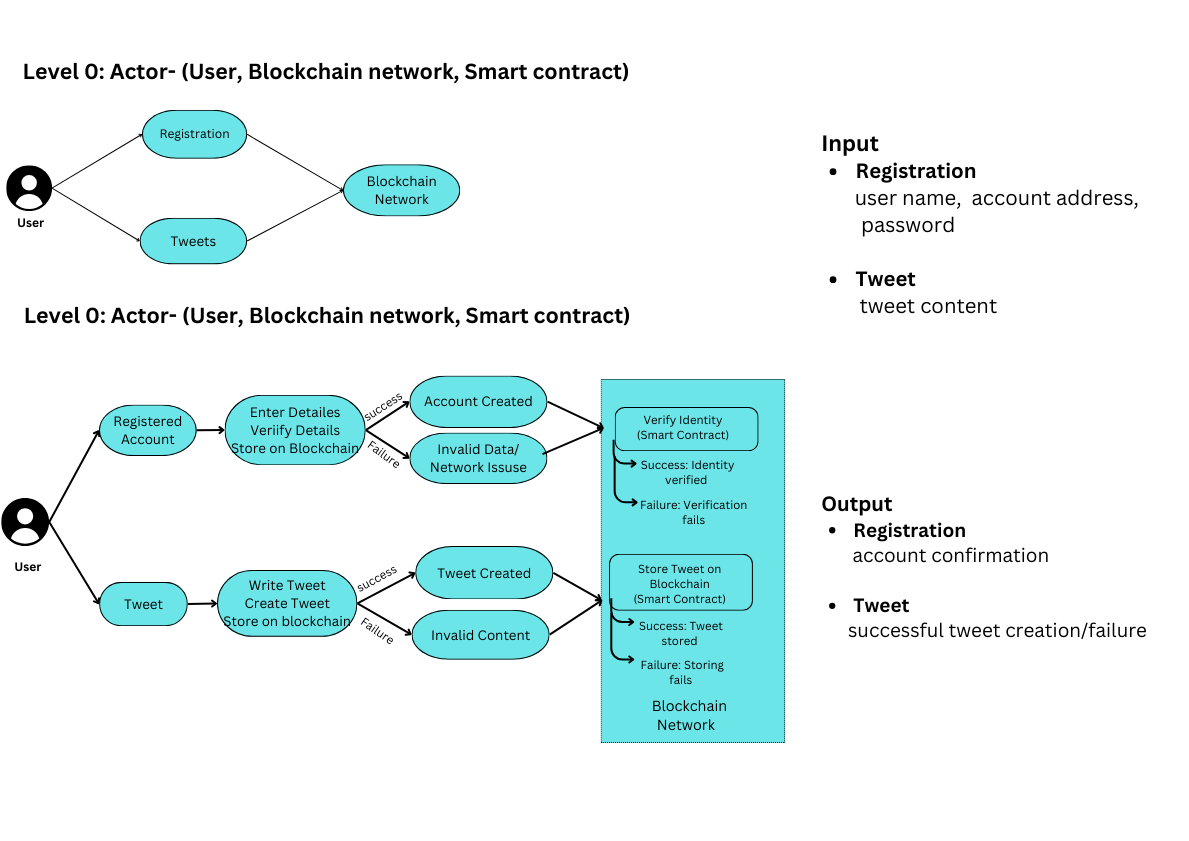 Level 0: Actor- (User, Blockchain network, Smart contract)
Registration
Blockchain
Network
User
Tweets
Input
Registration
user name,  account address,
password
Tweet
tweet content
Level 0: Actor- (User, Blockchain network, Smart contract)
Registered
Account
Enter Detailes
Veriify Details
Store on Blockchain
success
Failure
Account Created
Invalid Data/
Network Issuse
Verify Identity
(Smart Contract)
Success: Identity
verified
Failure: Verification
fails
User
Tweet
Write Tweet
Create Tweet
Store on blockchain
success
Failure
Tweet Created
Invalid Content
Store Tweet on
Blockchain
(Smart Contract)
Success: Tweet
stored
Failure: Storing
fails
Blockchain
Network
Output
Registration
account confirmation
Tweet
successful tweet creation/failure